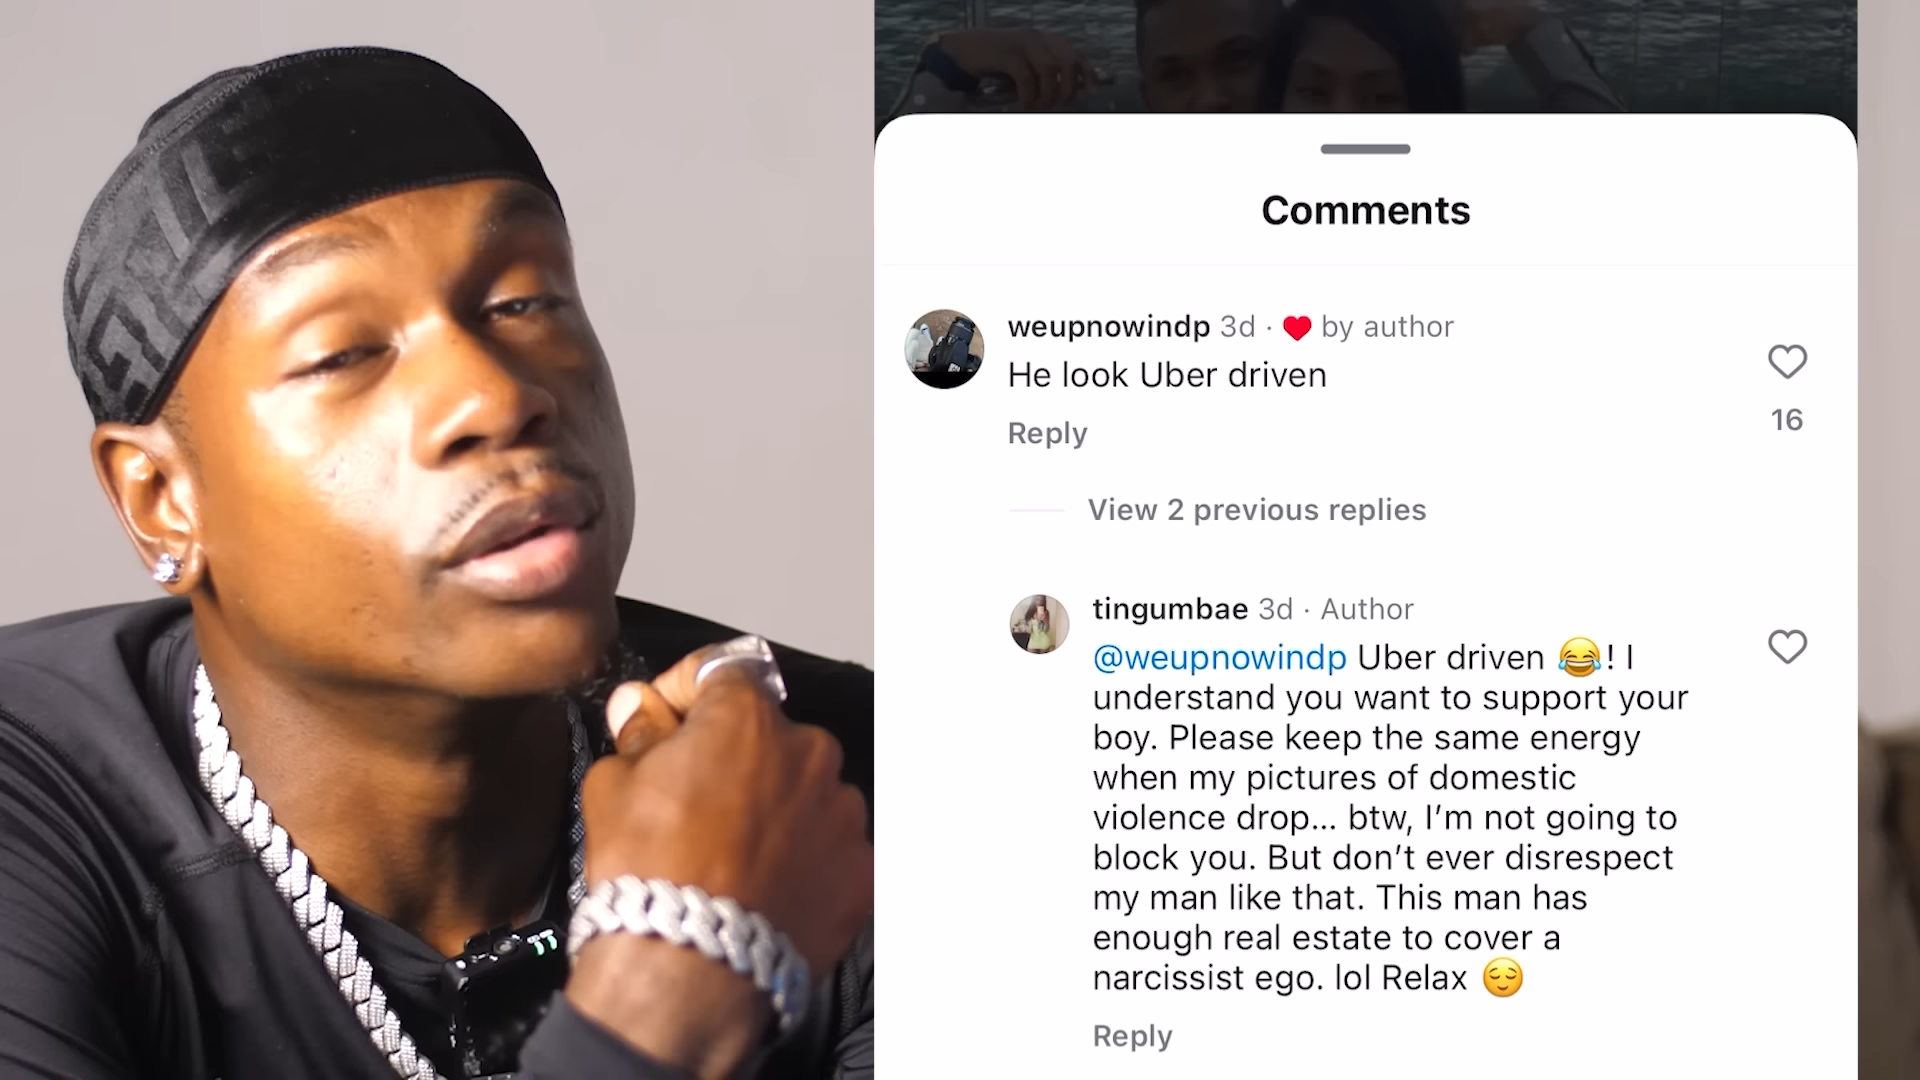 Comments
weupnowindp 3d · ❤️ by author
He look Uber driven
16
Reply
View 2 previous replies
tingumbae 3d · Author
@weupnowindp Uber driven 😂! I
understand you want to support your
boy. Please keep the same energy
when my pictures of domestic
violence drop... btw, I’m not going to
block you. But don’t ever disrespect
my man like that. This man has
enough real estate to cover a
narcissist ego. lol Relax 😌
Reply